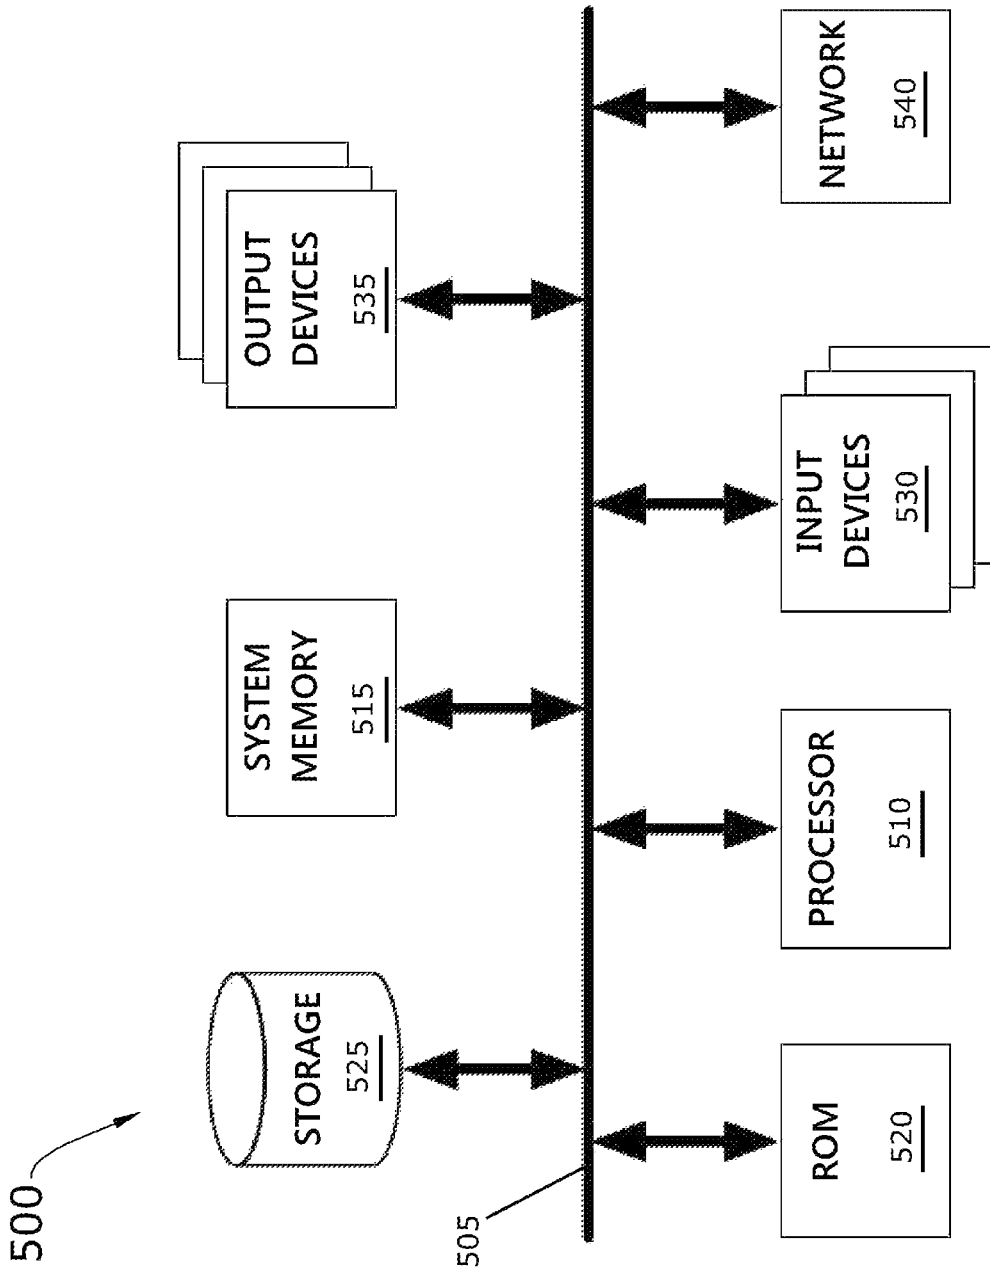 500
STORAGE
525
SYSTEM
MEMORY
515
OUTPUT
DEVICES
535
505
ROM
520
PROCESSOR
510
INPUT
DEVICES
530
NETWORK
540